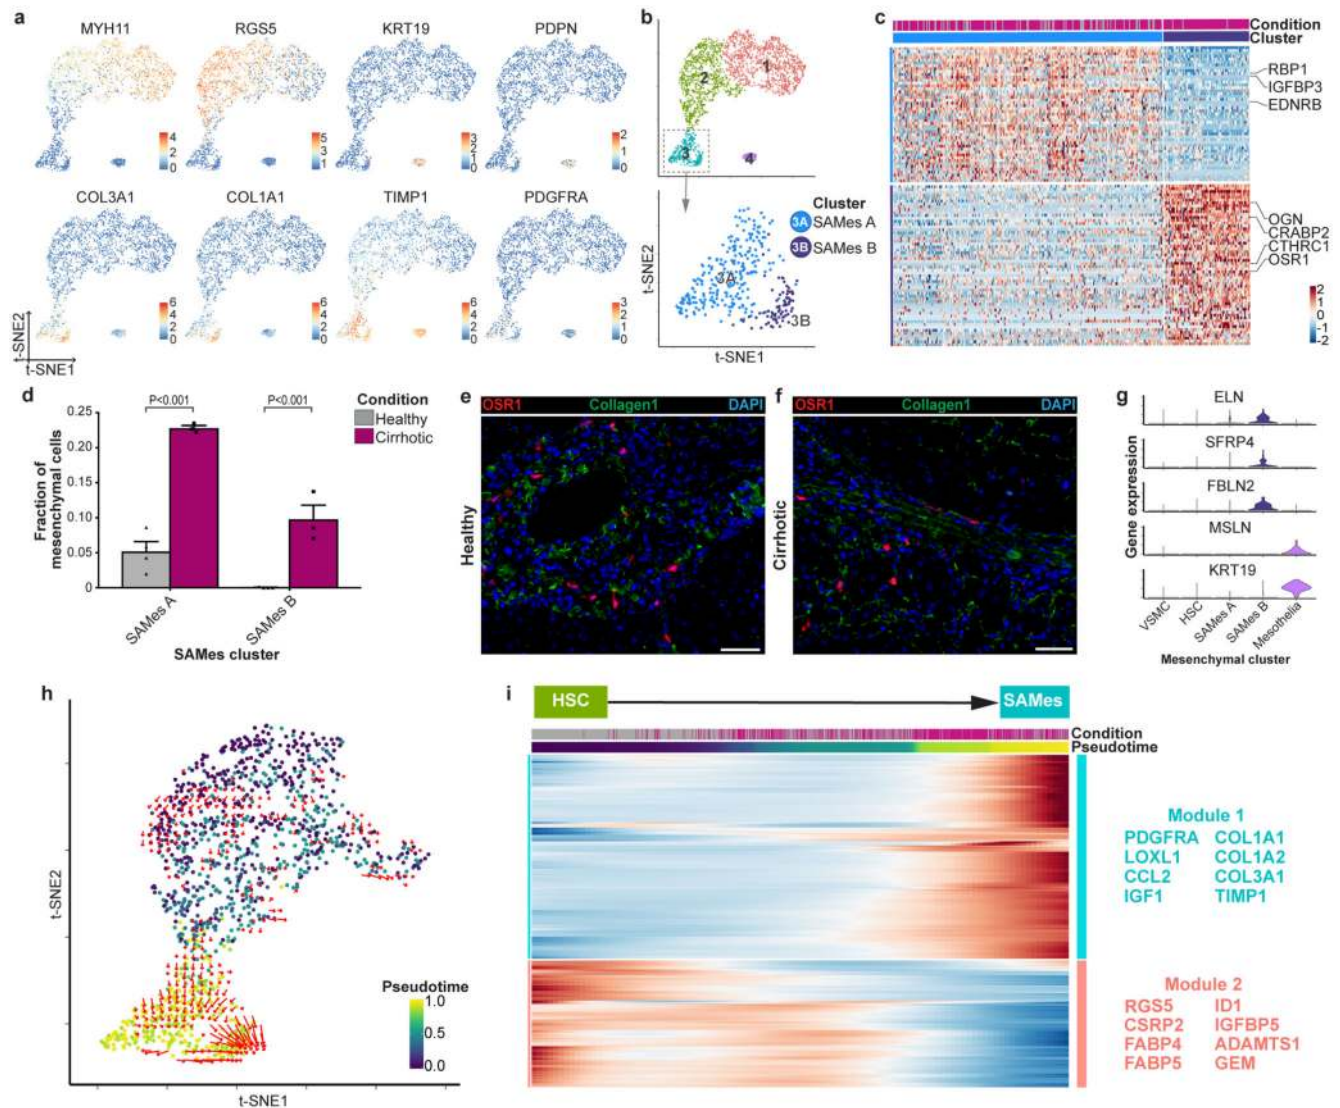 a
MYH11
RGS5
KRT19
PDPN
4
2
0
5
3
1
0
3
2
1
0
2
1
0
COL3A1
COL1A1
TIMP1
PDGFRA
6
4
2
0
6
4
2
0
6
4
2
0
3
2
1
0
t-SNE2
t-SNE1
b
1
2
3
4
Cluster
3A SAMes A
3B SAMes B
3A
3B
t-SNE2
t-SNE1
c
Condition
Cluster
RBP1
IGFBP3
EDNRB
OGN
CRABP2
CTHRC1
OSR1
2
1
0
-1
-2
d
P<0.001
P<0.001
Condition
Healthy
Cirrhotic
0.25
0.20
0.15
0.10
0.05
0
Fraction of
mesenchymal cells
SAMes A
SAMes B
SAMes cluster
e
OSR1 Collagen1 DAPI
Healthy
f
OSR1 Collagen1 DAPI
Cirrhotic
g
ELN
SFRP4
FBLN2
MSLN
KRT19
Gene expression
VSMC
HSC
SAMes A
SAMes B
Mesothelia
Mesenchymal cluster
h
t-SNE2
t-SNE1
Pseudotime
1.0
0.5
0.0
i
HSC
SAMes
Condition
Pseudotime
Module 1
PDGFRA COL1A1
LOXL1 COL1A2
CCL2 COL3A1
IGF1 TIMP1
Module 2
RGS5 ID1
CSRP2 IGFBP5
FABP4 ADAMTS1
FABP5 GEM